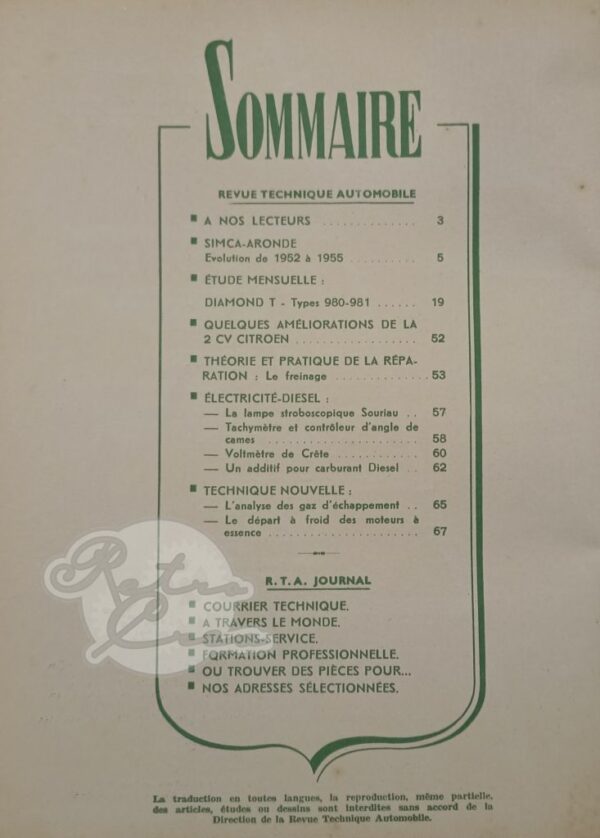 SOMMAIRE
REVUE TECHNIQUE AUTOMOBILE
■ A NOS LECTEURS . . . . . . . . . . . . . 3
■ SIMCA-ARONDE
Evolution de 1952 à 1955 . . . . . . . . . 5
■ ÉTUDE MENSUELLE :
DIAMOND T - Types 980-981 . . . . . . 19
■ QUELQUES AMÉLIORATIONS DE LA
2 CV CITROEN . . . . . . . . . . . . . . . . 52
■ THÉORIE ET PRATIQUE DE LA RÉPA-
RATION : Le freinage . . . . . . . . . . . . 53
■ ÉLECTRICITÉ-DIESEL :
— La lampe stroboscopique Souriau . . 57
— Tachymètre et contrôleur d'angle de
cames . . . . . . . . . . . . . . . . . . . . 58
— Voltmètre de Crête . . . . . . . . . . . 60
— Un additif pour carburant Diesel . . 62
■ TECHNIQUE NOUVELLE :
— L'analyse des gaz d'échappement . . 65
— Le départ à froid des moteurs à
essence . . . . . . . . . . . . . . . . . . . 67
R.T.A. JOURNAL
■ COURRIER TECHNIQUE.
■ A TRAVERS LE MONDE.
■ STATIONS-SERVICE.
■ FORMATION PROFESSIONNELLE.
■ OU TROUVER DES PIÈCES POUR...
■ NOS ADRESSES SÉLECTIONNÉES.
Retro
La traduction en toutes langues, la reproduction, même partielle,
des articles, études ou dessins sont interdites sans accord de la
Direction de la Revue Technique Automobile.